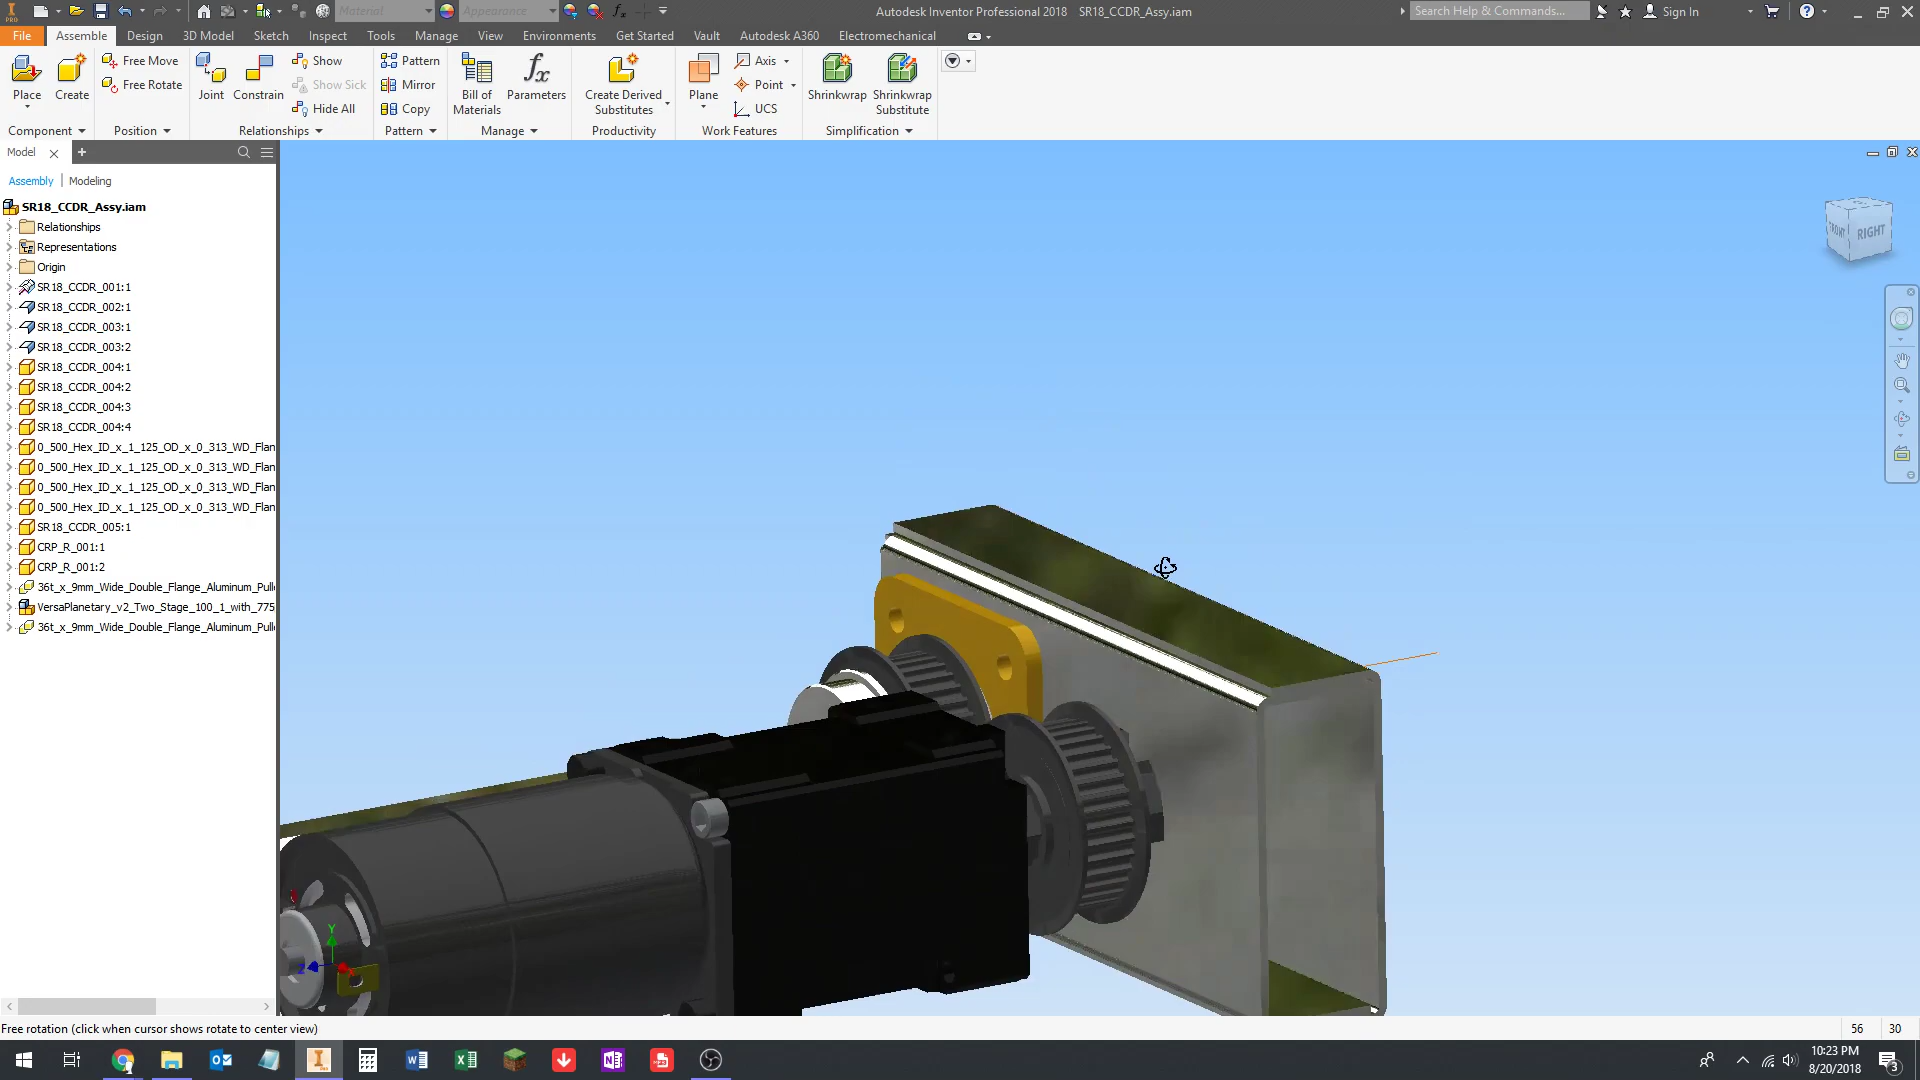 Material
Appearance
Autodesk Inventor Professional 2018 SR18_CCDR_Assy.iam
Search Help & Commands...
Sign In
File
Assemble
Design
3D Model
Sketch
Inspect
Tools
Manage
View
Environments
Get Started
Vault
Autodesk A360
Electromechanical
Place
Create
Free Move
Free Rotate
Joint
Constrain
Show
Show Sick
Hide All
Pattern
Mirror
Copy
Bill of
Materials
Parameters
Create Derived
Substitutes
Plane
Axis
Point
UCS
Shrinkwrap
Shrinkwrap
Substitute
Component
Position
Relationships
Pattern
Manage
Productivity
Work Features
Simplification
Model
Assembly
Modeling
SR18_CCDR_Assy.iam
Relationships
Representations
Origin
SR18_CCDR_001:1
SR18_CCDR_002:1
SR18_CCDR_003:1
SR18_CCDR_003:2
SR18_CCDR_004:1
SR18_CCDR_004:2
SR18_CCDR_004:3
SR18_CCDR_004:4
0_500_Hex_ID_x_1_125_OD_x_0_313_WD_Flan
0_500_Hex_ID_x_1_125_OD_x_0_313_WD_Flan
0_500_Hex_ID_x_1_125_OD_x_0_313_WD_Flan
0_500_Hex_ID_x_1_125_OD_x_0_313_WD_Flan
SR18_CCDR_005:1
CRP_R_001:1
CRP_R_001:2
36t_x_9mm_Wide_Double_Flange_Aluminum_Pull
VersaPlanetary_v2_Two_Stage_100_1_with_775
36t_x_9mm_Wide_Double_Flange_Aluminum_Pull
FRONT
RIGHT
Y
Z
Free rotation (click when cursor shows rotate to center view)
56
30
10:23 PM
8/20/2018
3